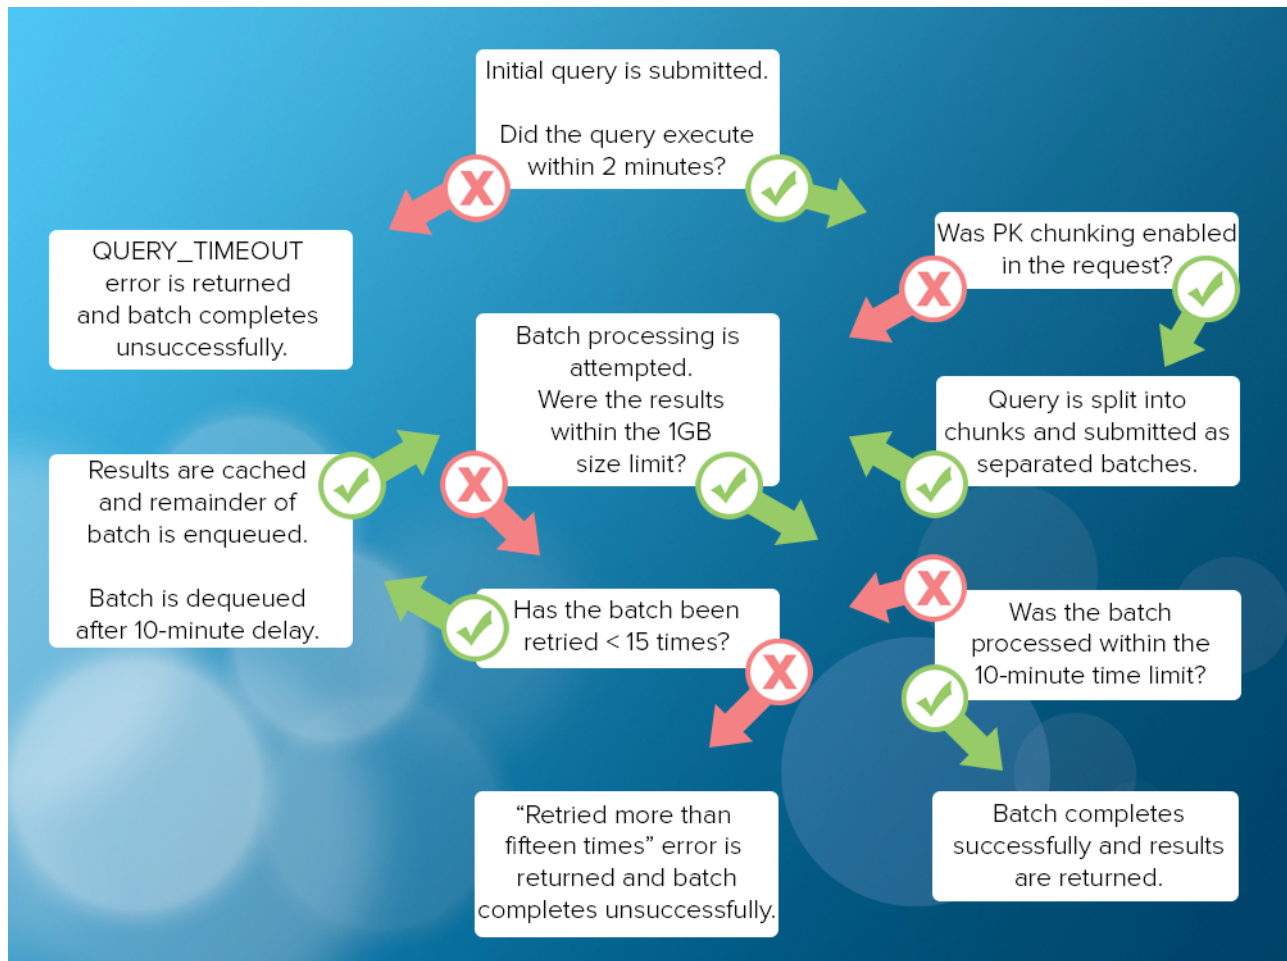 Initial query is submitted.
Did the query execute
within 2 minutes?
QUERY_TIMEOUT
error is returned
and batch completes
unsuccessfully.
Was PK chunking enabled
in the request?
Batch processing is
attempted.
Were the results
within the 1GB
size limit?
Query is split into
chunks and submitted as
separated batches.
Results are cached
and remainder of
batch is enqueued.
Batch is dequeued
after 10-minute delay.
Has the batch been
retried < 15 times?
Was the batch
processed within the
10-minute time limit?
“Retried more than
fifteen times” error is
returned and batch
completes unsuccessfully.
Batch completes
successfully and results
are returned.